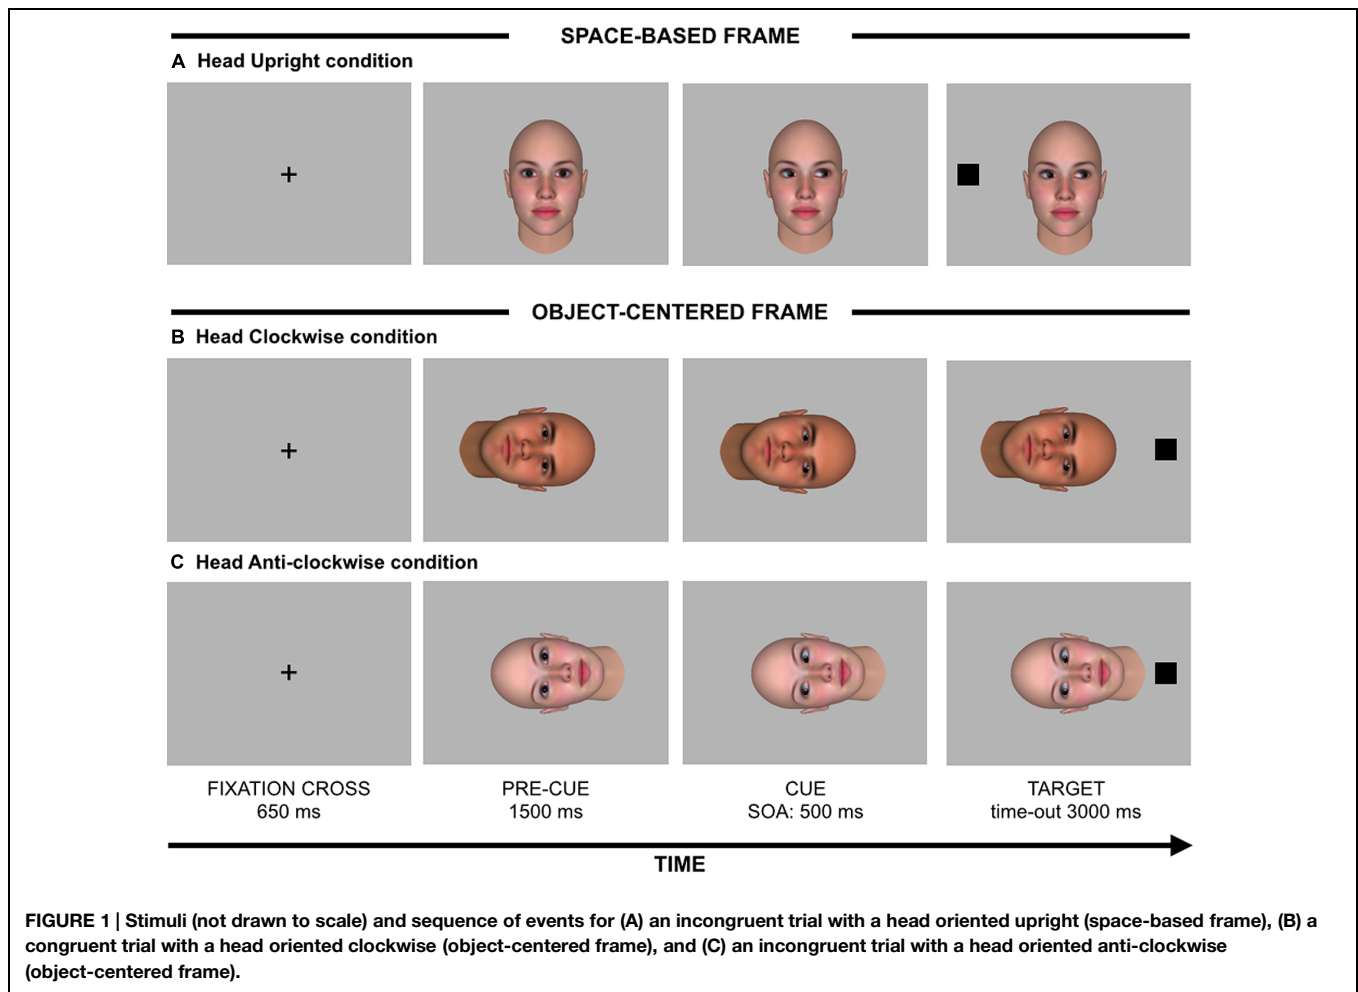 SPACE-BASED FRAME
A Head Upright condition
OBJECT-CENTERED FRAME
B Head Clockwise condition
C Head Anti-clockwise condition
FIXATION CROSS PRE-CUE CUE TARGET
650 ms 1500 ms SOA: 500 ms time-out 3000 ms
TIME
FIGURE 1 | Stimuli (not drawn to scale) and sequence of events for (A) an incongruent trial with a head oriented upright (space-based frame), (B) a
congruent trial with a head oriented clockwise (object-centered frame), and (C) an incongruent trial with a head oriented anti-clockwise
(object-centered frame).